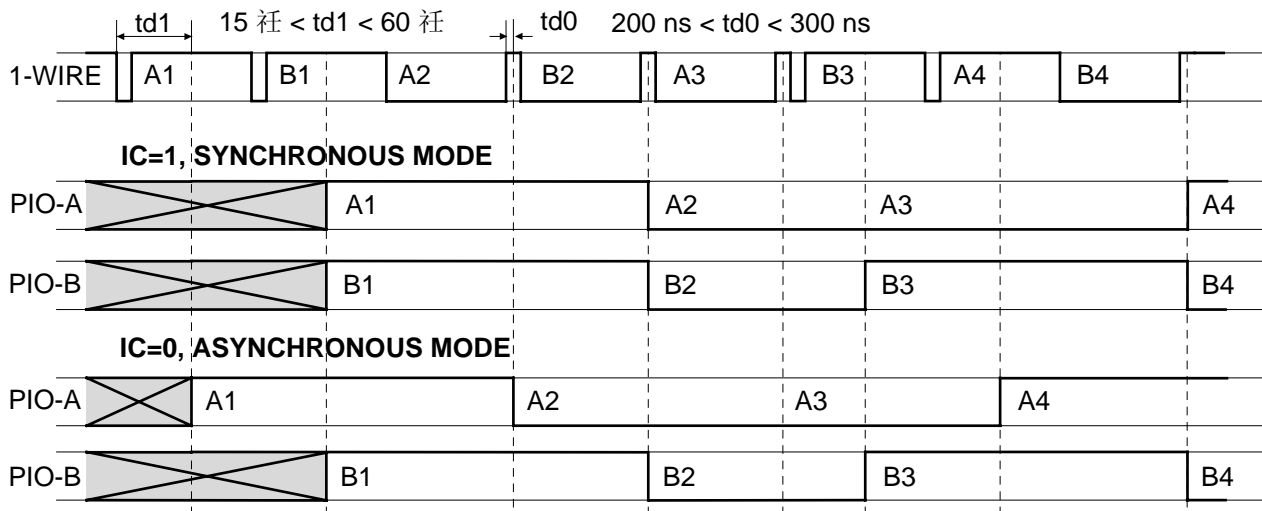 td1 15 衽 < td1 < 60 衽 td0 200 ns < td0 < 300 ns
1-WIRE A1 B1 A2 B2 A3 B3 A4 B4
IC=1, SYNCHRONOUS MODE
PIO-A A1 A2 A3 A4
PIO-B B1 B2 B3 B4
IC=0, ASYNCHRONOUS MODE
PIO-A A1 A2 A3 A4
PIO-B B1 B2 B3 B4